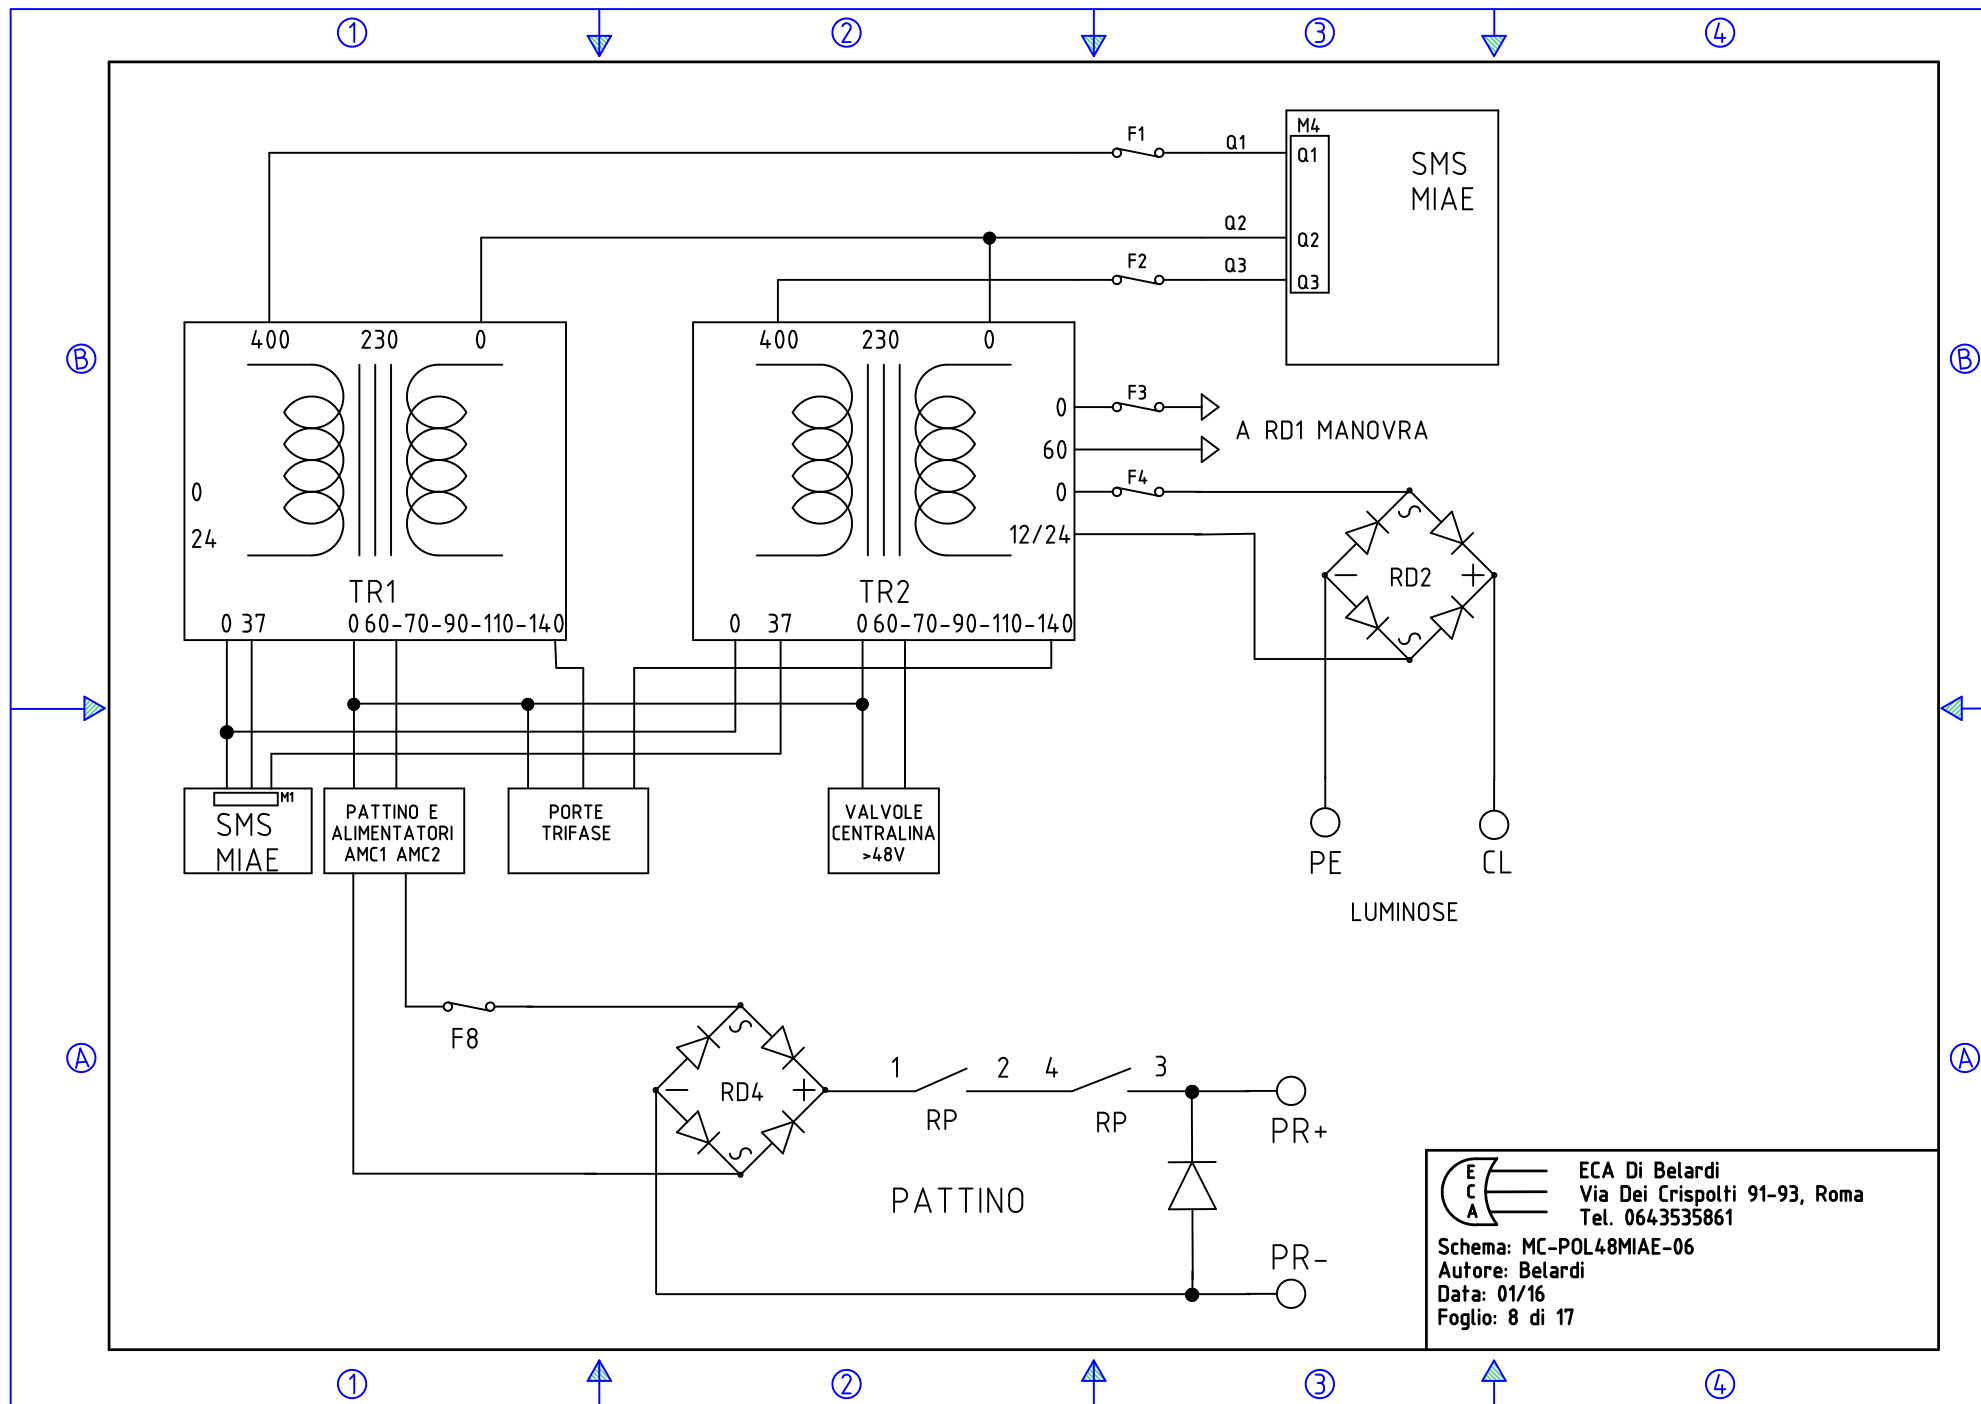 1 2 3 4
F1 Q1 M4 Q1
SMS
MIAE
Q2 Q2
F2 Q3 Q3
400 230 0
400 230 0
B B
0 F3
A RD1 MANOVRA
60
0 F4
0
24
12/24
TR1
TR2
RD2
- +
0 37 0 60-70-90-110-140
0 37 0 60-70-90-110-140
M1
SMS
MIAE
PATTINO E
ALIMENTATORI
AMC1 AMC2
PORTE
TRIFASE
VALVOLE
CENTRALINA
>48V
PE CL
LUMINOSE
F8
A A
RD4
- +
1 2 4 3
RP RP
PR+
PATTINO
PR-
E
C
A
ECA Di Belardi
Via Dei Crispolti 91-93, Roma
Tel. 0643535861
Schema: MC-POL48MIAE-06
Autore: Belardi
Data: 01/16
Foglio: 8 di 17
1 2 3 4